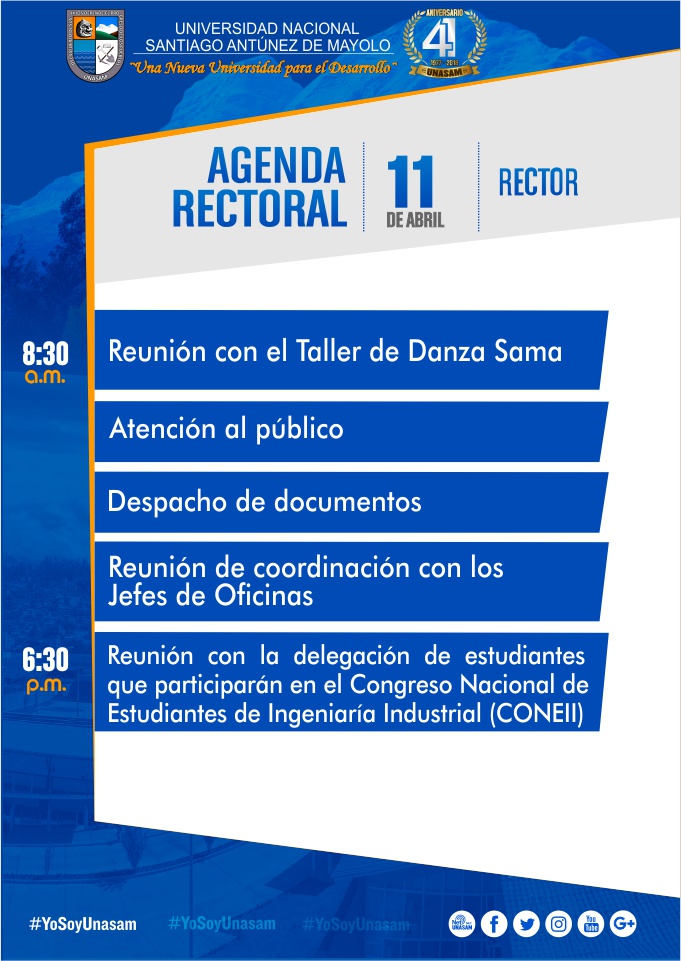 UNIVERSIDAD NACIONAL
SANTIAGO ANTÚNEZ DE MAYOLO
"Una Nueva Universidad para el Desarrollo"
UNASAM
ANIVERSARIO
41
1977 2018
UNASAM
AGENDA
RECTORAL
11
DE ABRIL
RECTOR
8:30
a.m.
Reunión con el Taller de Danza Sama
Atención al público
Despacho de documentos
Reunión de coordinación con los
Jefes de Oficinas
6:30
p.m.
Reunión con la delegación de estudiantes
que participarán en el Congreso Nacional de
Estudiantes de Ingeniaría Industrial (CONEII)
#YoSoyUnasam
#YoSoyUnasam
#YoSoyUnasam
UNASAM
You
Tube
G+